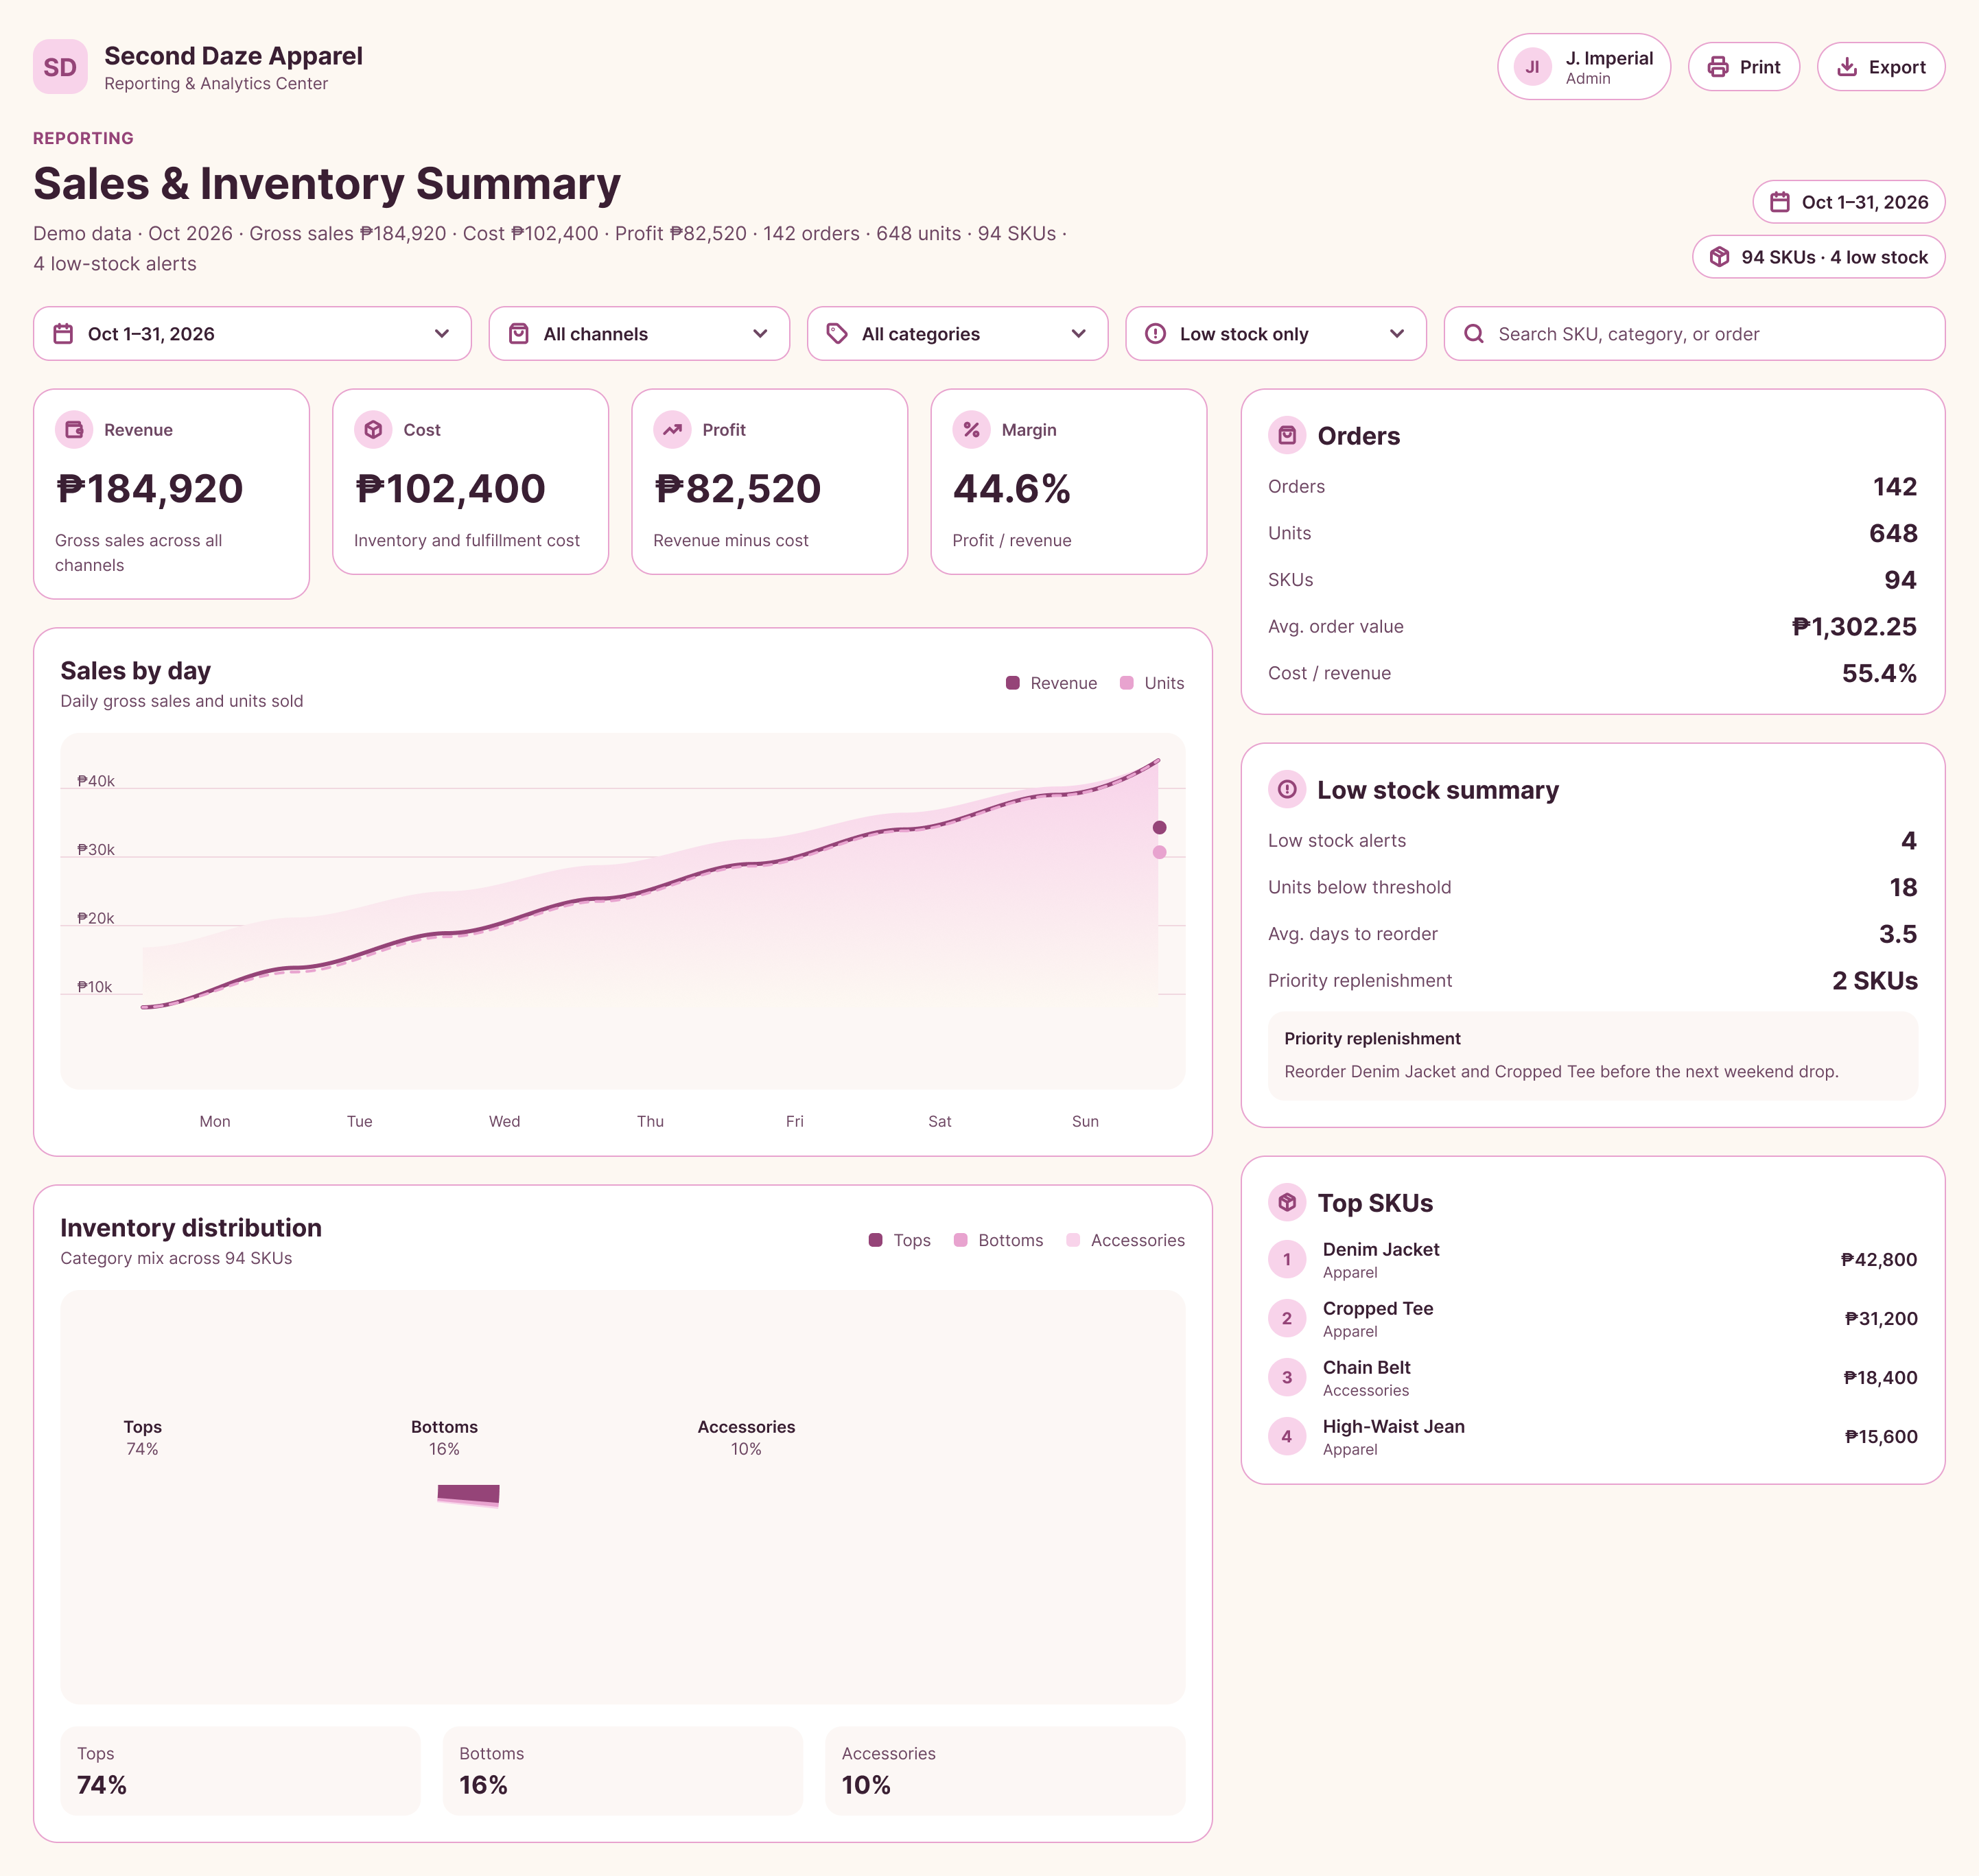 SD
Second Daze Apparel
Reporting & Analytics Center
JI
J. Imperial
Admin
Print
Export
REPORTING
Sales & Inventory Summary
Demo data · Oct 2026 · Gross sales ₱184,920 · Cost ₱102,400 · Profit ₱82,520 · 142 orders · 648 units · 94 SKUs ·
4 low-stock alerts
Oct 1–31, 2026
94 SKUs · 4 low stock
Oct 1–31, 2026
All channels
All categories
Low stock only
Search SKU, category, or order
Revenue
₱184,920
Gross sales across all
channels
Cost
₱102,400
Inventory and fulfillment cost
Profit
₱82,520
Revenue minus cost
Margin
44.6%
Profit / revenue
Sales by day
Daily gross sales and units sold
Revenue
Units
₱40k
₱30k
₱20k
₱10k
Mon
Tue
Wed
Thu
Fri
Sat
Sun
Inventory distribution
Category mix across 94 SKUs
Tops
Bottoms
Accessories
Tops
74%
Bottoms
16%
Accessories
10%
Tops
74%
Bottoms
16%
Accessories
10%
Orders
Orders
142
Units
648
SKUs
94
Avg. order value
₱1,302.25
Cost / revenue
55.4%
Low stock summary
Low stock alerts
4
Units below threshold
18
Avg. days to reorder
3.5
Priority replenishment
2 SKUs
Priority replenishment
Reorder Denim Jacket and Cropped Tee before the next weekend drop.
Top SKUs
1
Denim Jacket
Apparel
₱42,800
2
Cropped Tee
Apparel
₱31,200
3
Chain Belt
Accessories
₱18,400
4
High-Waist Jean
Apparel
₱15,600